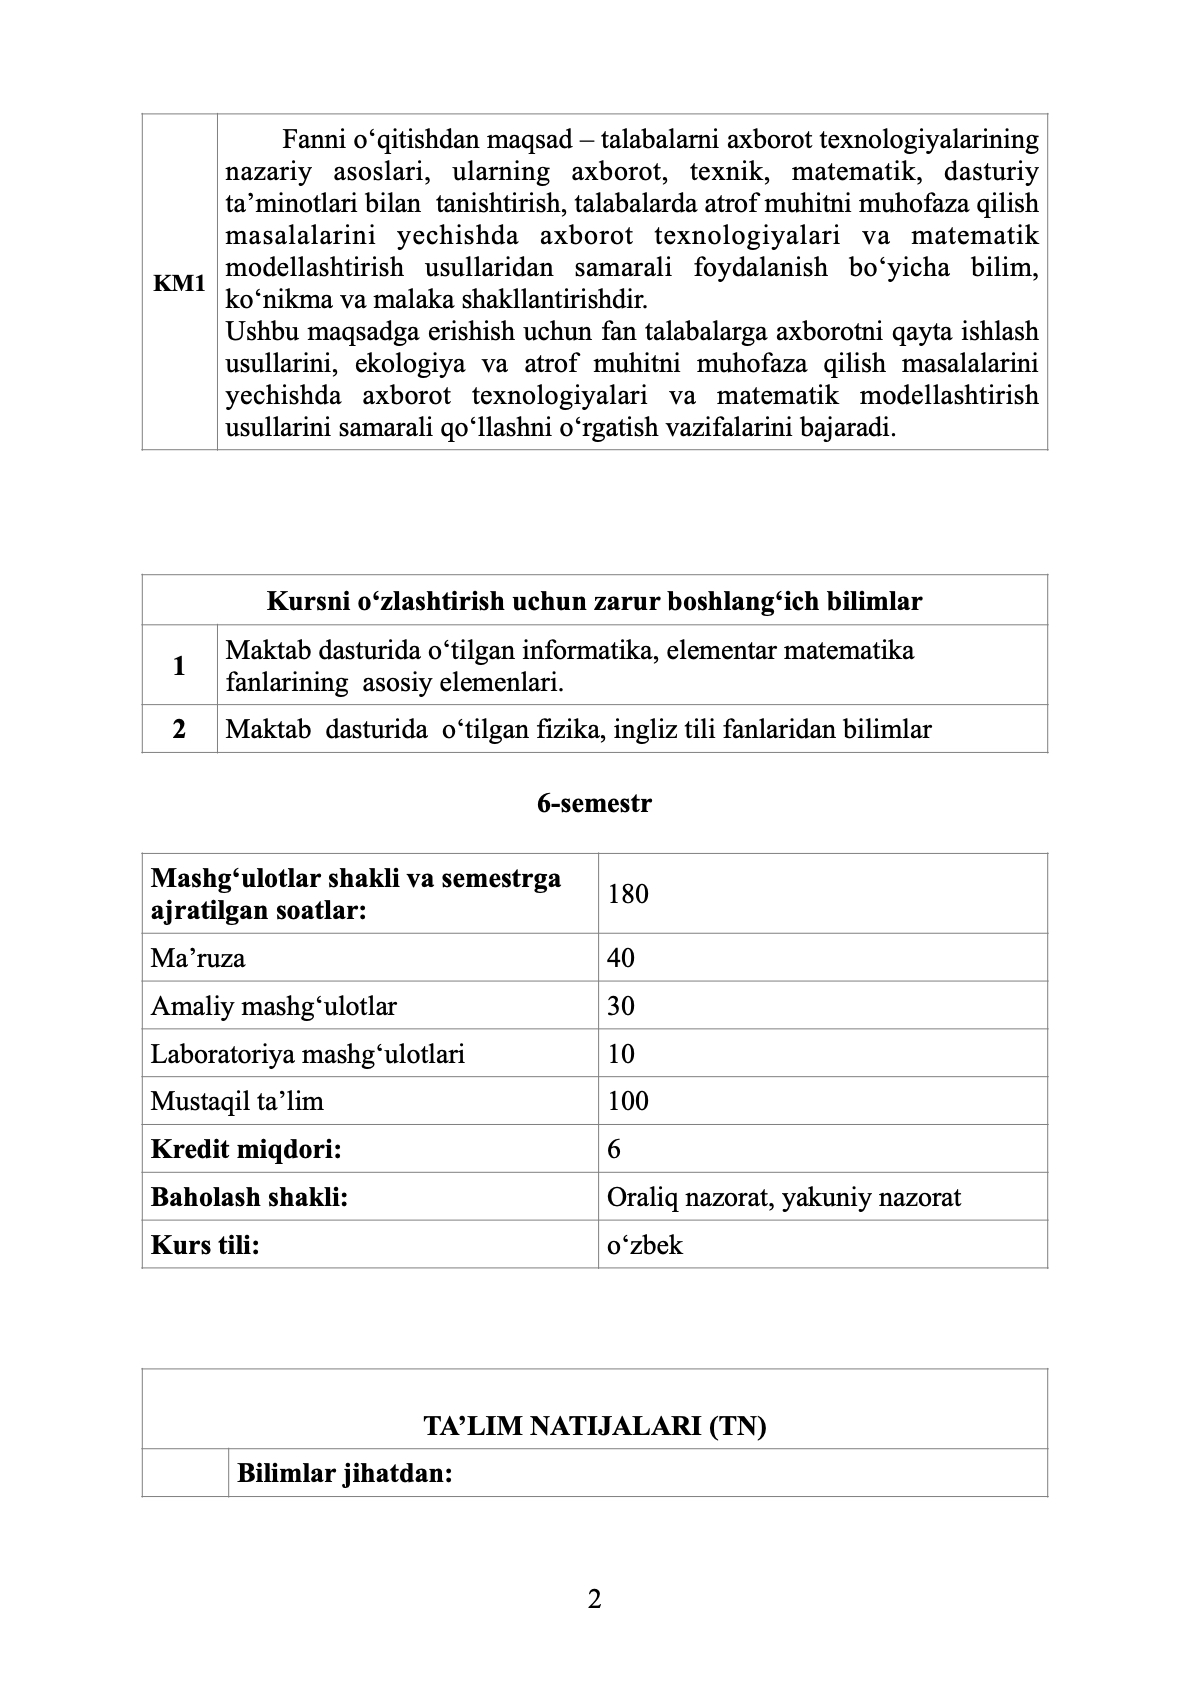 Fanni o‘qitishdan maqsad – talabalarni axborot texnologiyalarining
nazariy asoslari, ularning axborot, texnik, matematik, dasturiy
ta’minotlari bilan tanishtirish, talabalarda atrof muhitni muhofaza qilish
masalalarini yechishda axborot texnologiyalari va matematik
modellashtirish usullaridan samarali foydalanish bo‘yicha bilim,
KM1
ko‘nikma va malaka shakllantirishdir.
Ushbu maqsadga erishish uchun fan talabalarga axborotni qayta ishlash
usullarini, ekologiya va atrof muhitni muhofaza qilish masalalarini
yechishda axborot texnologiyalari va matematik modellashtirish
usullarini samarali qo‘llashni o‘rgatish vazifalarini bajaradi.
Kursni o‘zlashtirish uchun zarur boshlang‘ich bilimlar
1 Maktab dasturida o‘tilgan informatika, elementar matematika
fanlarining asosiy elemenlari.
2 Maktab dasturida o‘tilgan fizika, ingliz tili fanlaridan bilimlar
6-semestr
Mashg‘ulotlar shakli va semestrga
ajratilgan soatlar: 180
Ma’ruza 40
Amaliy mashg‘ulotlar 30
Laboratoriya mashg‘ulotlari 10
Mustaqil ta’lim 100
Kredit miqdori: 6
Baholash shakli: Oraliq nazorat, yakuniy nazorat
Kurs tili: o‘zbek
TA’LIM NATIJALARI (TN)
Bilimlar jihatdan:
2